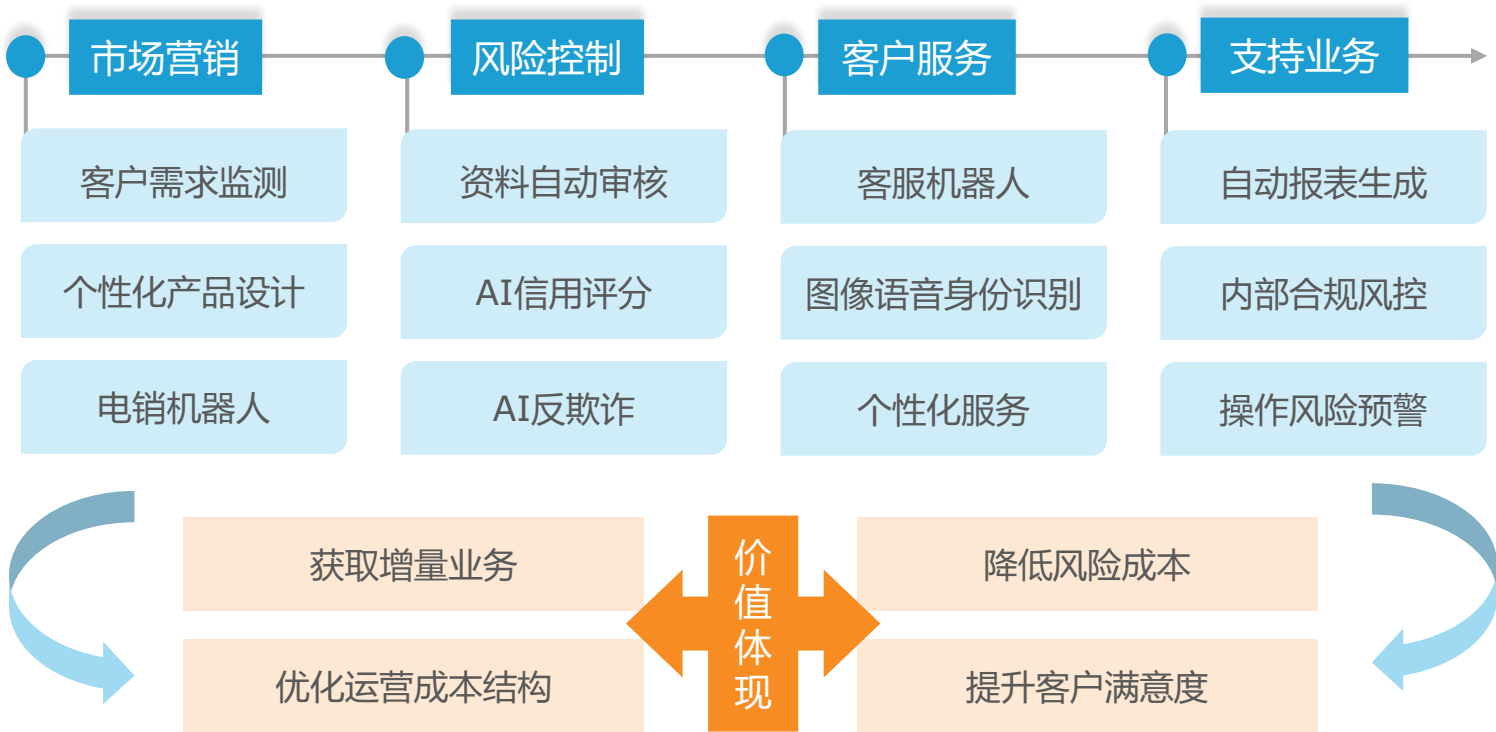 市场营销
风险控制
客户服务
支持业务
客户需求监测
资料自动审核
客服机器人
自动报表生成
个性化产品设计
AI信用评分
图像语音身份识别
内部合规风控
电销机器人
AI反欺诈
个性化服务
操作风险预警
获取增量业务
价值体现
降低风险成本
优化运营成本结构
提升客户满意度